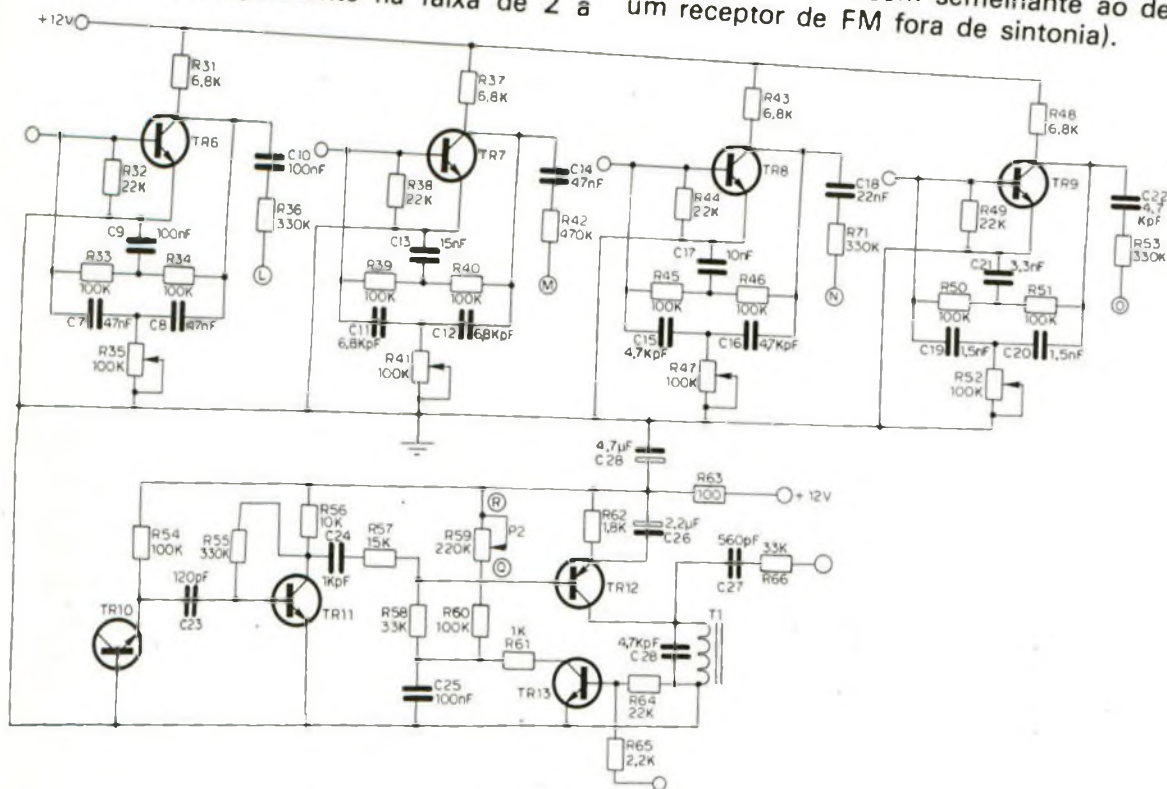 na faixa de 2 a
semelhante ao de
um receptor de FM fora de sintonia).
+12V
R31
6,8K
R37
6,8K
R43
6,8K
R48
6,8K
TR6
TR7
TR8
TR9
C10
100nF
C14
47nF
C18
22nF
C22
4,7
KpF
R32
22K
R38
22K
R44
22K
R49
22K
R36
330K
R42
470K
R71
330K
R53
330K
C9
100nF
C13
15nF
C17
10nF
C21
3,3nF
L
M
N
O
R33
100K
R34
100K
R39
100K
R40
100K
R45
100K
R46
100K
R50
100K
R51
100K
C7
47nF
C8
47nF
C11
6,8KpF
C12
6,8KpF
C15
4,7KpF
C16
4,7KpF
C19
1,5nF
C20
1,5nF
R35
100K
R41
100K
R47
100K
R52
100K
4,7µF
C28
R63
100
+12V
R54
100K
R55
330K
R56
10K
C24
1KpF
R57
15K
R
R59
220K
P2
Q
R62
1,8K
2,2µF
C26
560pF
C27
33K
R66
120pF
C23
TR10
TR11
TR12
R58
33K
R60
100K
1K
R61
4,7KpF
C28
T1
C25
100nF
TR13
R64
22K
R65
2,2K